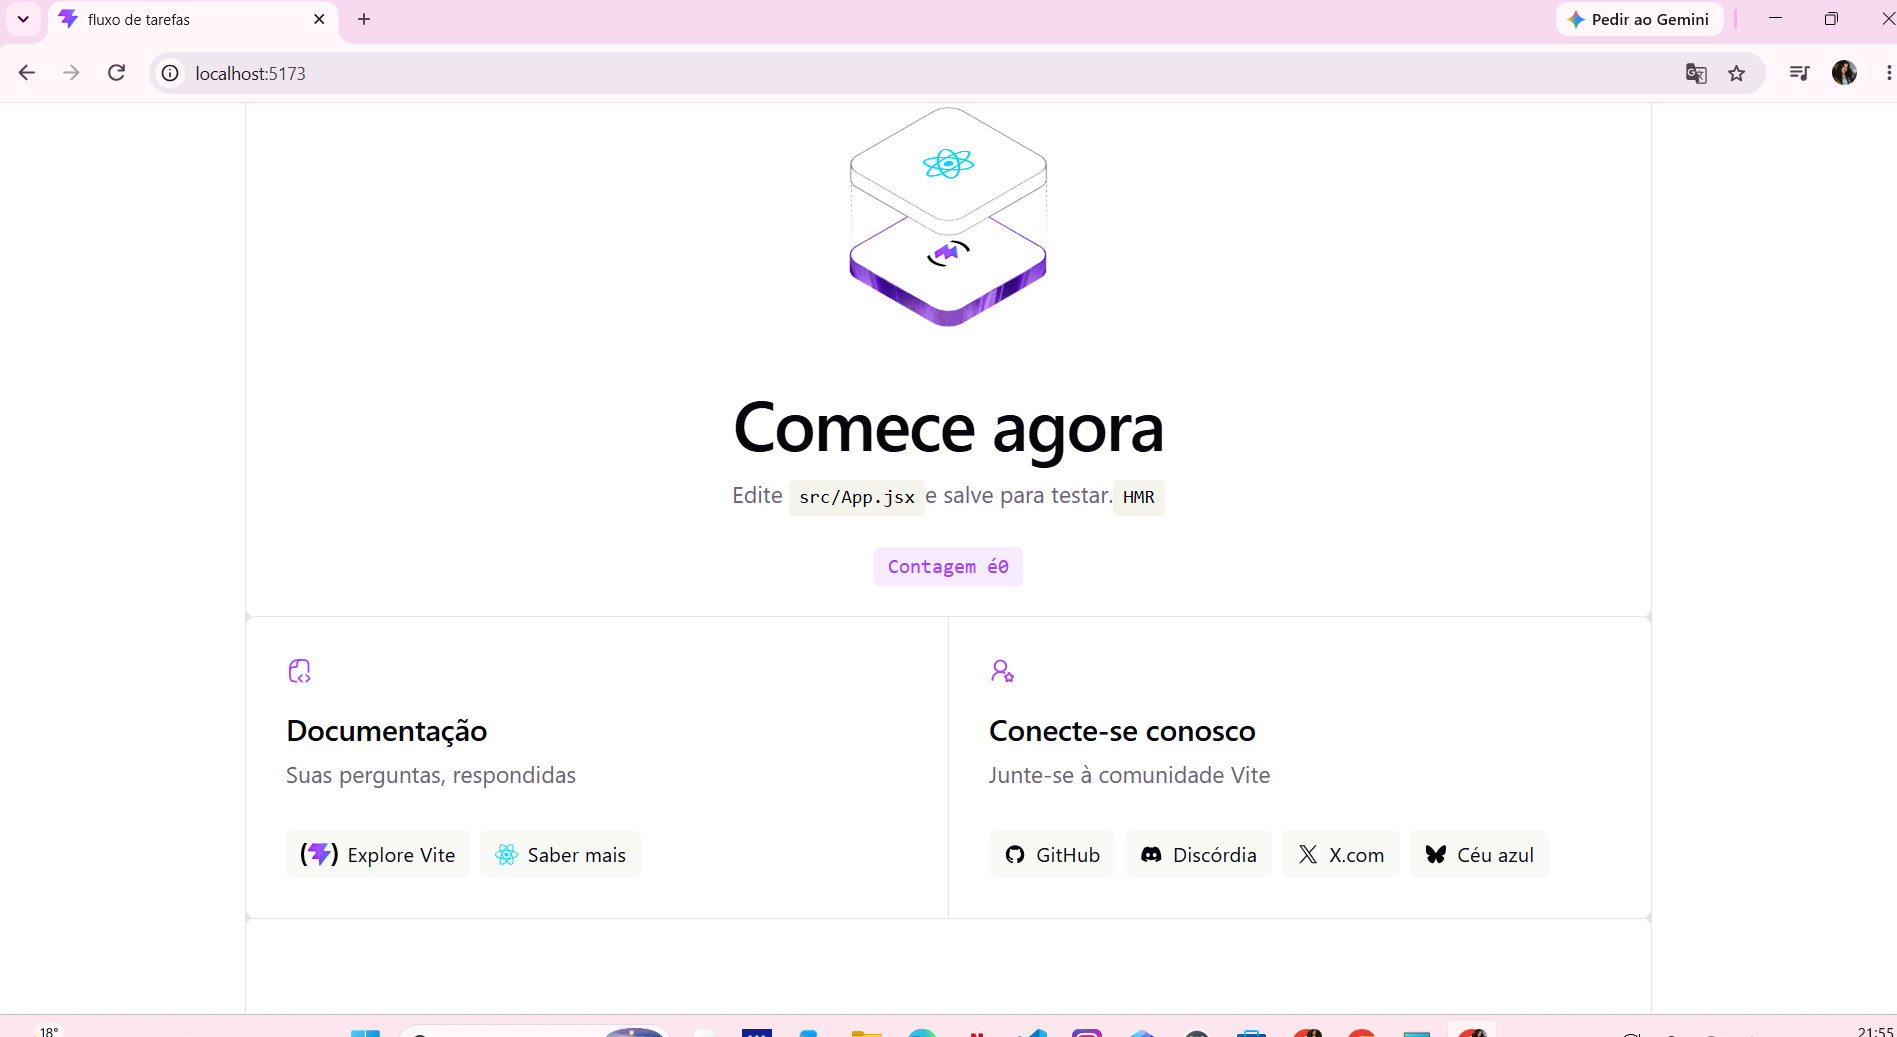 fluxo de tarefas
Pedir ao Gemini
localhost:5173
Comece agora
Edite src/App.jsx e salve para testar. HMR
Contagem é0
Documentação
Suas perguntas, respondidas
Explore Vite
Saber mais
Conecte-se conosco
Junte-se à comunidade Vite
GitHub
Discórdia
X.com
Céu azul
18°
21:55